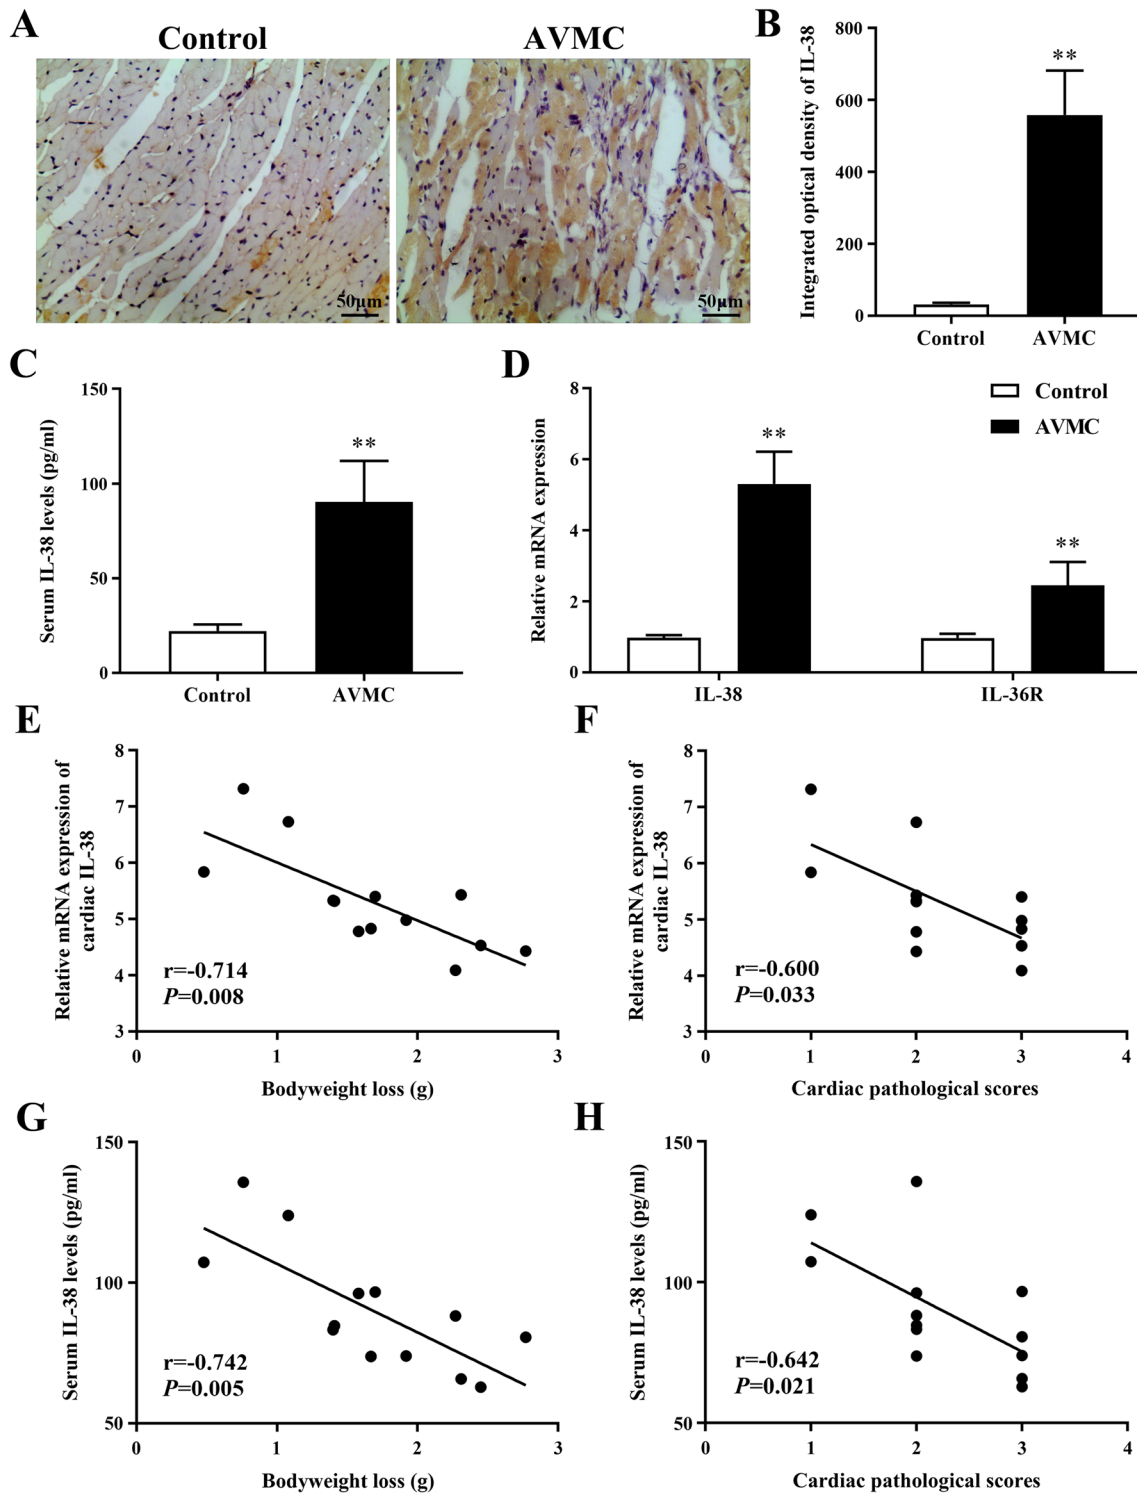 A
Control
AVMC
50μm
50μm
B
Integrated optical density of IL-38
800
600
400
200
0
**
Control
AVMC
C
Serum IL-38 levels (pg/ml)
150
100
50
0
**
Control
AVMC
D
Relative mRNA expression
8
6
4
2
0
**
**
Control
AVMC
IL-38
IL-36R
E
Relative mRNA expression of
cardiac IL-38
8
7
6
5
4
3
r=-0.714
P=0.008
0
1
2
3
Bodyweight loss (g)
F
Relative mRNA expression of
cardiac IL-38
8
7
6
5
4
3
r=-0.600
P=0.033
0
1
2
3
4
Cardiac pathological scores
G
Serum IL-38 levels (pg/ml)
150
100
50
r=-0.742
P=0.005
0
1
2
3
Bodyweight loss (g)
H
Serum IL-38 levels (pg/ml)
150
100
50
r=-0.642
P=0.021
0
1
2
3
4
Cardiac pathological scores